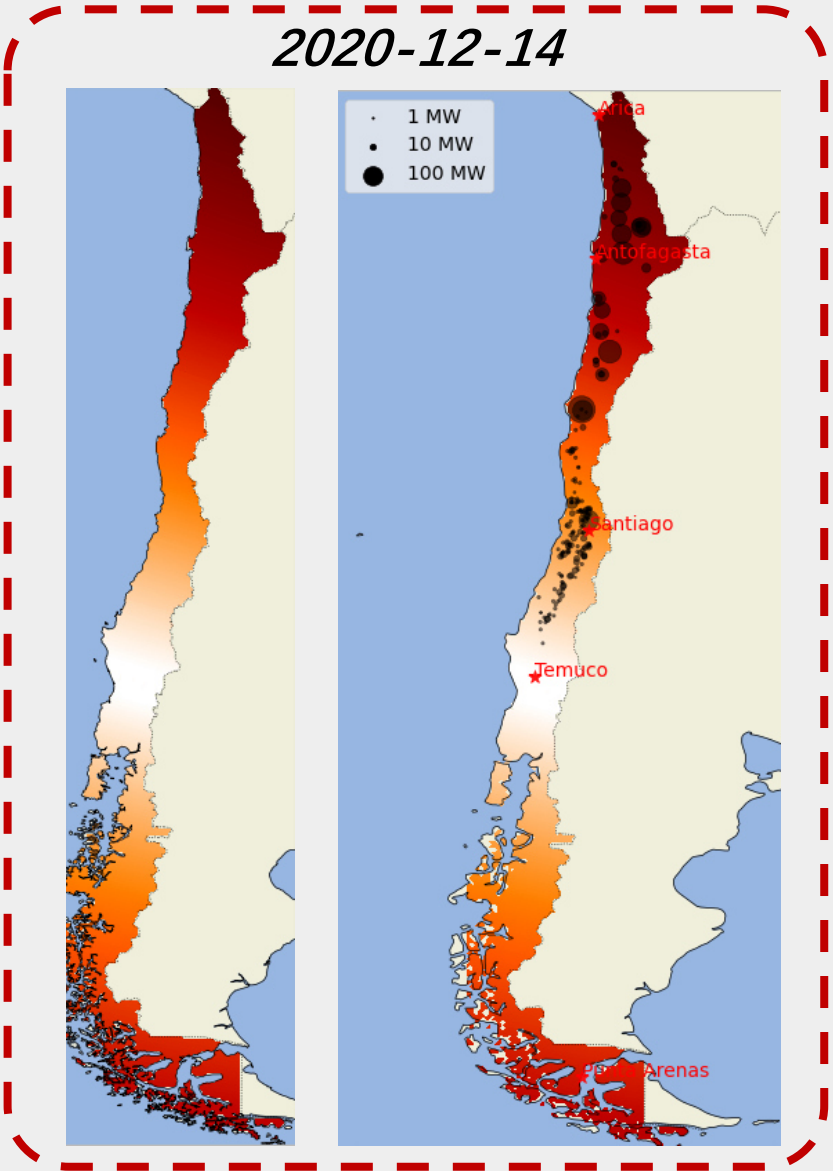 2020-12-14
1 MW
10 MW
100 MW
Arica
Antofagasta
Santiago
Temuco
Punta Arenas